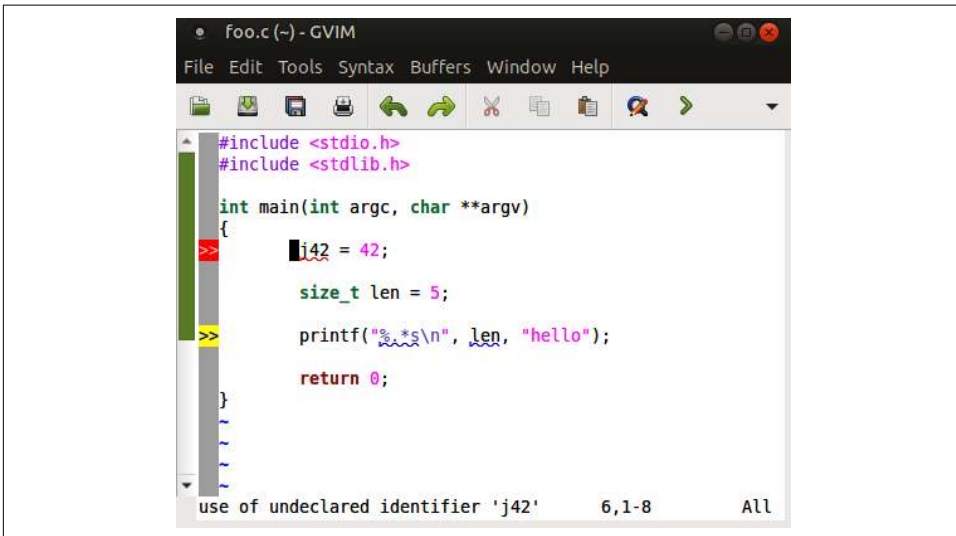 foo.c (~) - GVIM
File Edit Tools Syntax Buffers Window Help
#include <stdio.h>
#include <stdlib.h>
int main(int argc, char **argv)
{
>> j42 = 42;
size_t len = 5;
>> printf("%.*s\n", len, "hello");
return 0;
}
~
~
~
~
use of undeclared identifier 'j42' 6,1-8 All